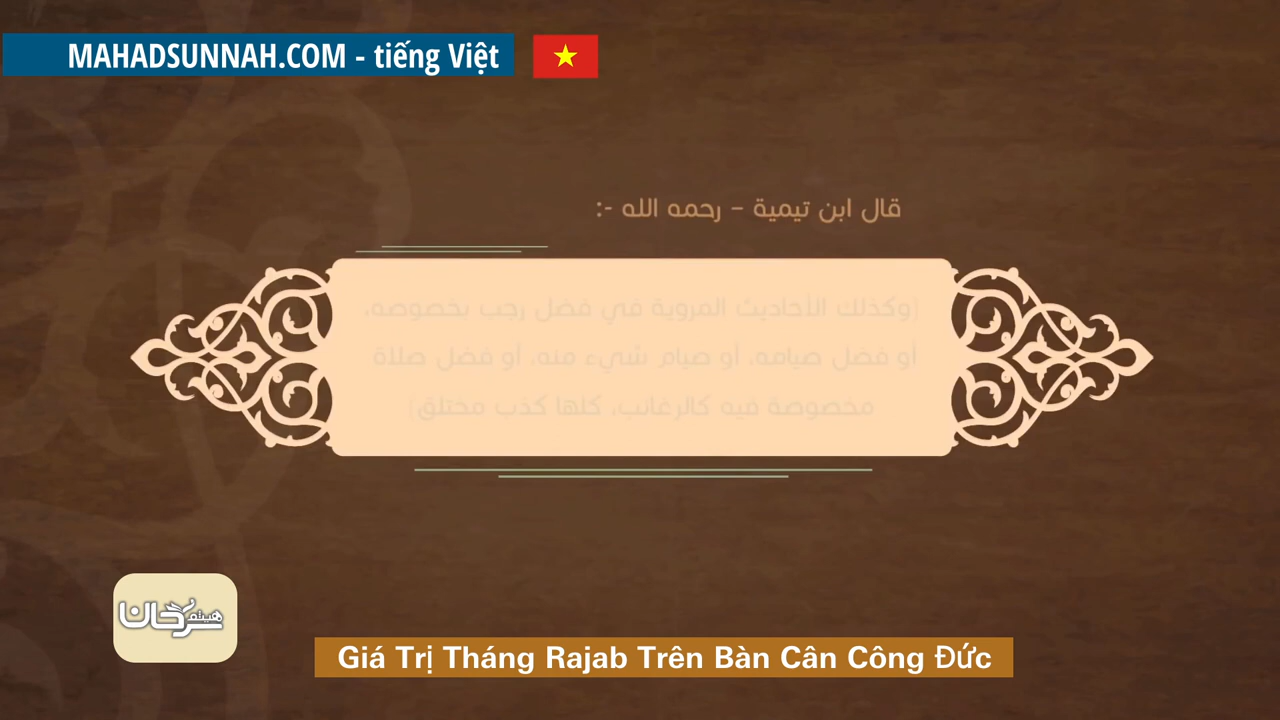 MAHADSUNNAH.COM - tiếng Việt
قال ابن تيمية – رحمه الله -:
(وكذلك الأحاديث المروية في فضل رجب بخصوصه،
أو فضل صيامه، أو صيام شيء منه، أو فضل صلاة
مخصوصة فيه كالرغائب، كلها كذب مختلق)
هيثم سرحان
Giá Trị Tháng Rajab Trên Bàn Cân Công Đức